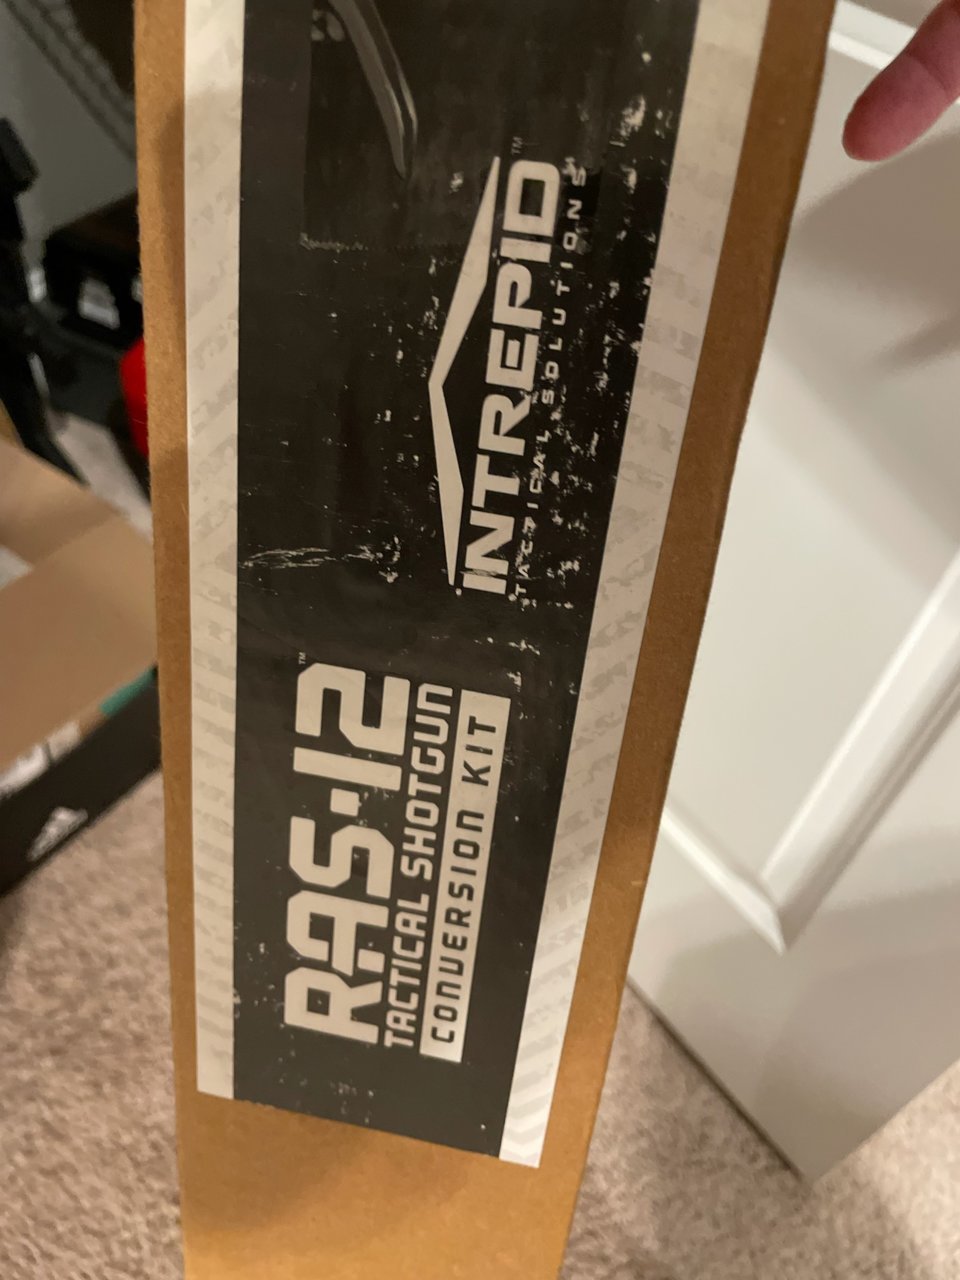 INTREPID™
TACTICAL SOLUTIONS
RAS-12™
TACTICAL SHOTGUN
CONVERSION KIT